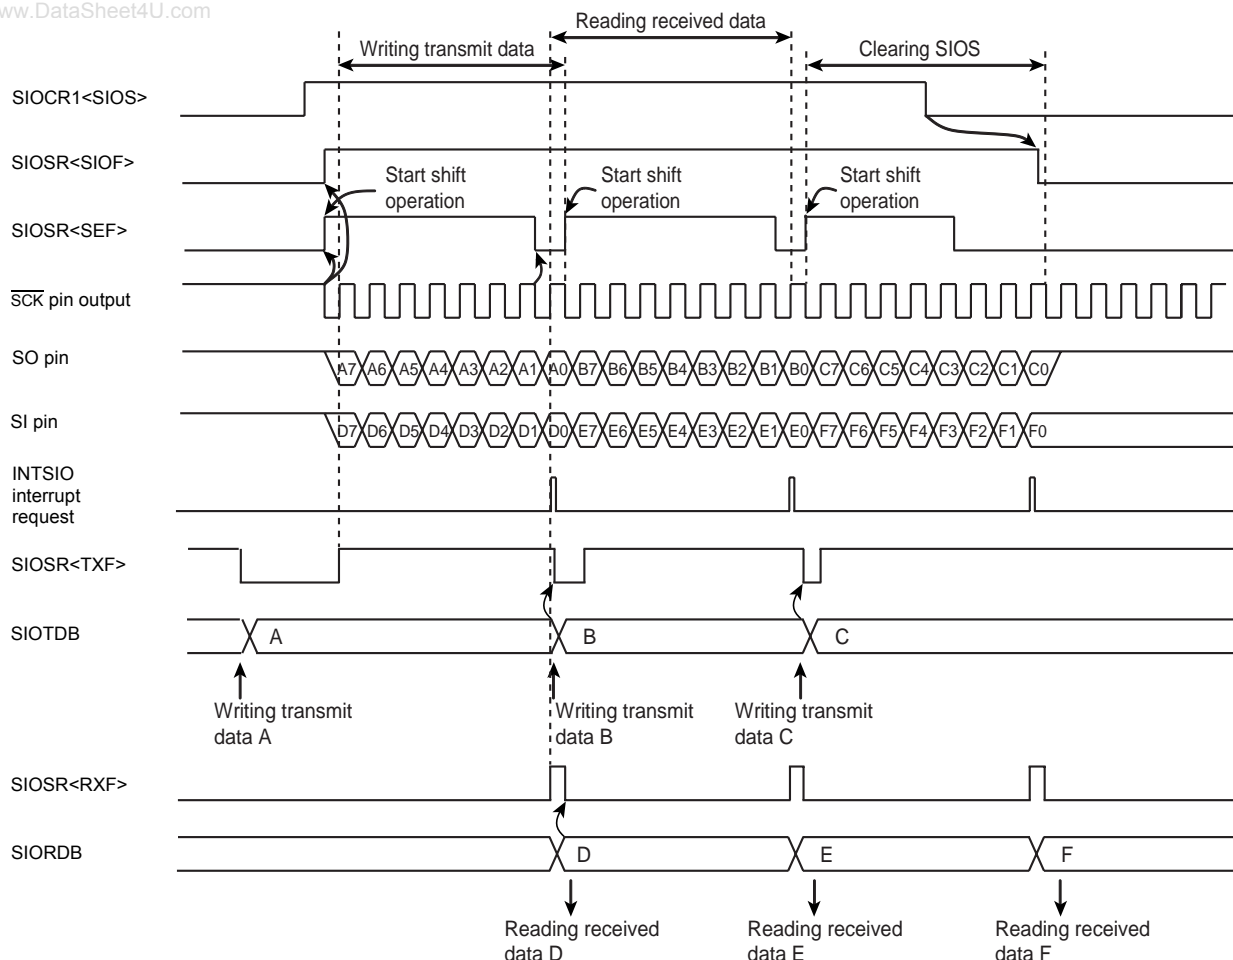 ww.DataSheet4U.com
Reading received data
Writing transmit data
Clearing SIOS
SIOCR1<SIOS>
SIOSR<SIOF>
Start shift
operation
Start shift
operation
Start shift
operation
SIOSR<SEF>
SCK pin output
SO pin
A7 A6 A5 A4 A3 A2 A1 A0 B7 B6 B5 B4 B3 B2 B1 B0 C7 C6 C5 C4 C3 C2 C1 C0
SI pin
D7 D6 D5 D4 D3 D2 D1 D0 E7 E6 E5 E4 E3 E2 E1 E0 F7 F6 F5 F4 F3 F2 F1 F0
INTSIO
interrupt
request
SIOSR<TXF>
SIOTDB
A
B
C
Writing transmit
data A
Writing transmit
data B
Writing transmit
data C
SIOSR<RXF>
SIORDB
D
E
F
Reading received
data D
Reading received
data E
Reading received
data F